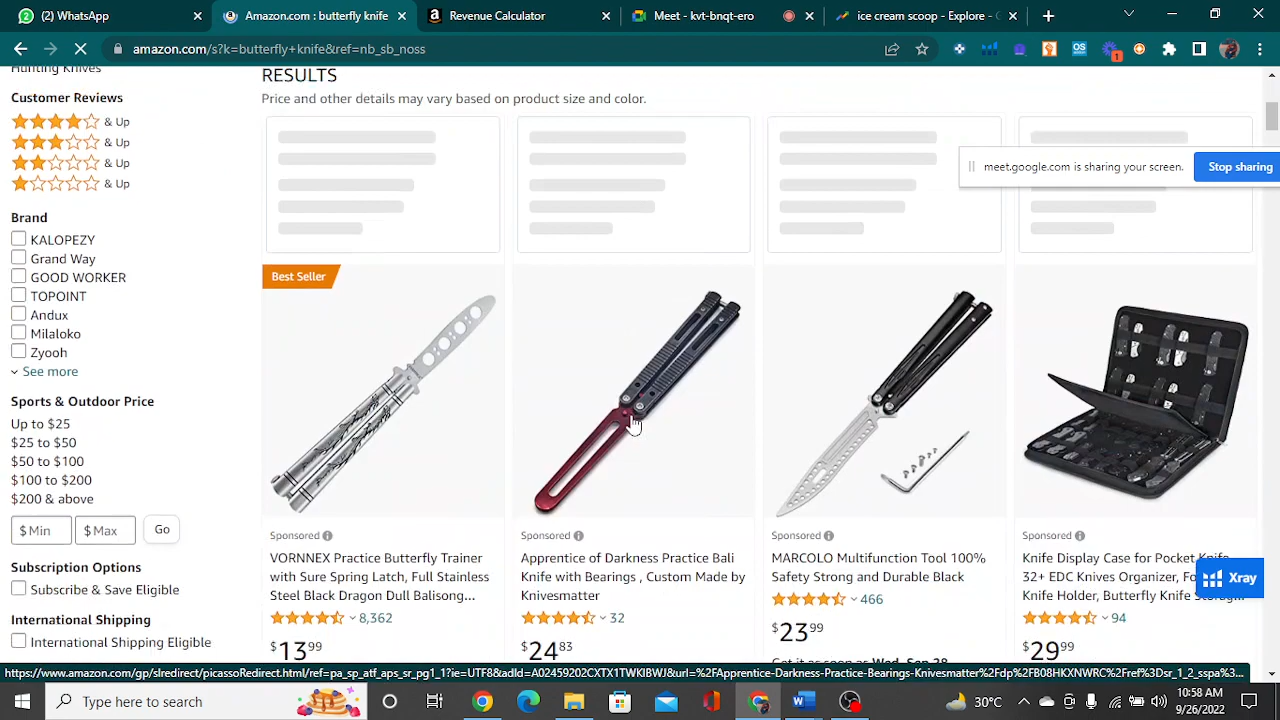 (2) WhatsApp
Amazon.com : butterfly knife
Revenue Calculator
Meet - kvt-bnqt-ero
ice cream scoop - Explore - G
amazon.com/s?k=butterfly+knife&ref=nb_sb_noss
Hunting Knives
RESULTS
Price and other details may vary based on product size and color.
Customer Reviews
& Up
& Up
& Up
& Up
meet.google.com is sharing your screen.
Stop sharing
Brand
KALOPEZY
Grand Way
GOOD WORKER
TOPOINT
Andux
Milaloko
Zyooh
See more
Sports & Outdoor Price
Up to $25
$25 to $50
$50 to $100
$100 to $200
$200 & above
$ Min
$ Max
Go
Subscription Options
Subscribe & Save Eligible
International Shipping
International Shipping Eligible
Best Seller
Sponsored
VORNNEX Practice Butterfly Trainer
with Sure Spring Latch, Full Stainless
Steel Black Dragon Dull Balisong...
8,362
$13 99
Sponsored
Apprentice of Darkness Practice Bali
Knife with Bearings , Custom Made by
Knivesmatter
32
$24 83
Sponsored
MARCOLO Multifunction Tool 100%
Safety Strong and Durable Black
466
$23 99
Get it as soon as Wed, Sep 28
Sponsored
Knife Display Case for Pocket Knife
32+ EDC Knives Organizer,
Knife Holder, Butterfly Knife
94
$29 99
Xray
https://www.amazon.com/gp/slredirect/picassoRedirect.html/ref=pa_sp_atf_aps_sr_pg1_1?ie=UTF8&adId=A02459202CXTX1TWKIBWJ&url=%2FApprentice-Darkness-Practice-Bearings-Knivesmatter%2Fdp%2FB08HKXNWRC%2Fref%3Dsr_1_2_sspa%3...
Type here to search
30°C
10:58 AM
9/26/2022